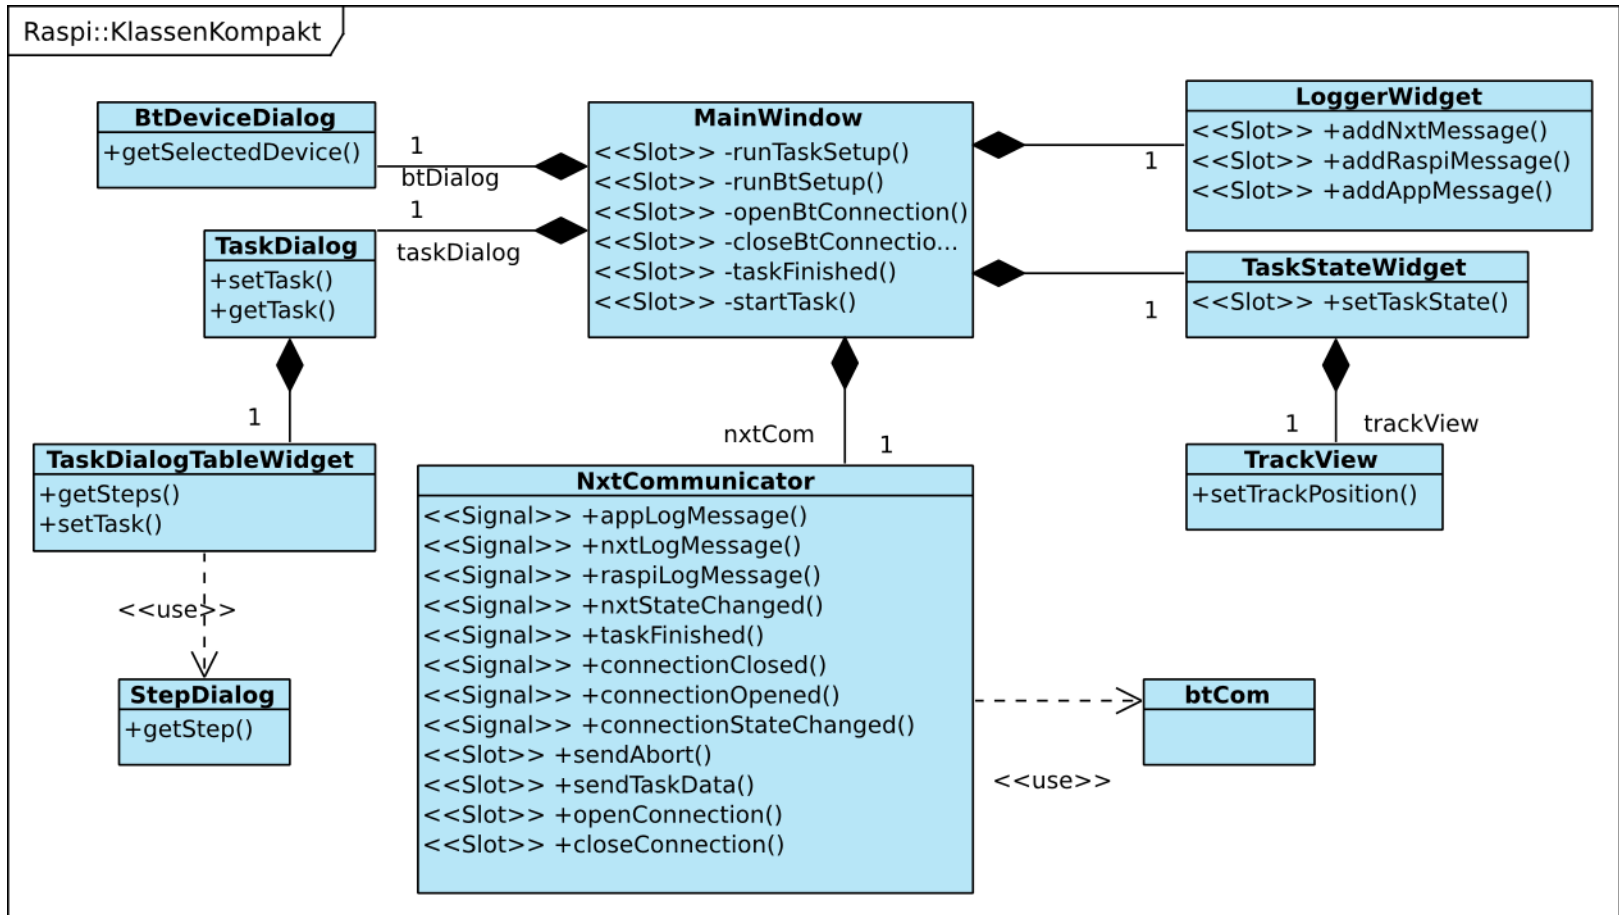 Raspi::KlassenKompakt
BtDeviceDialog
+getSelectedDevice()
1
btDialog
1
taskDialog
TaskDialog
+setTask()
+getTask()
1
TaskDialogTableWidget
+getSteps()
+setTask()
<<use>>
StepDialog
+getStep()
MainWindow
<<Slot>> -runTaskSetup()
<<Slot>> -runBtSetup()
<<Slot>> -openBtConnection()
<<Slot>> -closeBtConnectio...
<<Slot>> -taskFinished()
<<Slot>> -startTask()
nxtCom
1
NxtCommunicator
<<Signal>> +appLogMessage()
<<Signal>> +nxtLogMessage()
<<Signal>> +raspiLogMessage()
<<Signal>> +nxtStateChanged()
<<Signal>> +taskFinished()
<<Signal>> +connectionClosed()
<<Signal>> +connectionOpened()
<<Signal>> +connectionStateChanged()
<<Slot>> +sendAbort()
<<Slot>> +sendTaskData()
<<Slot>> +openConnection()
<<Slot>> +closeConnection()
1
LoggerWidget
<<Slot>> +addNxtMessage()
<<Slot>> +addRaspiMessage()
<<Slot>> +addAppMessage()
1
TaskStateWidget
<<Slot>> +setTaskState()
1
trackView
TrackView
+setTrackPosition()
<<use>>
btCom